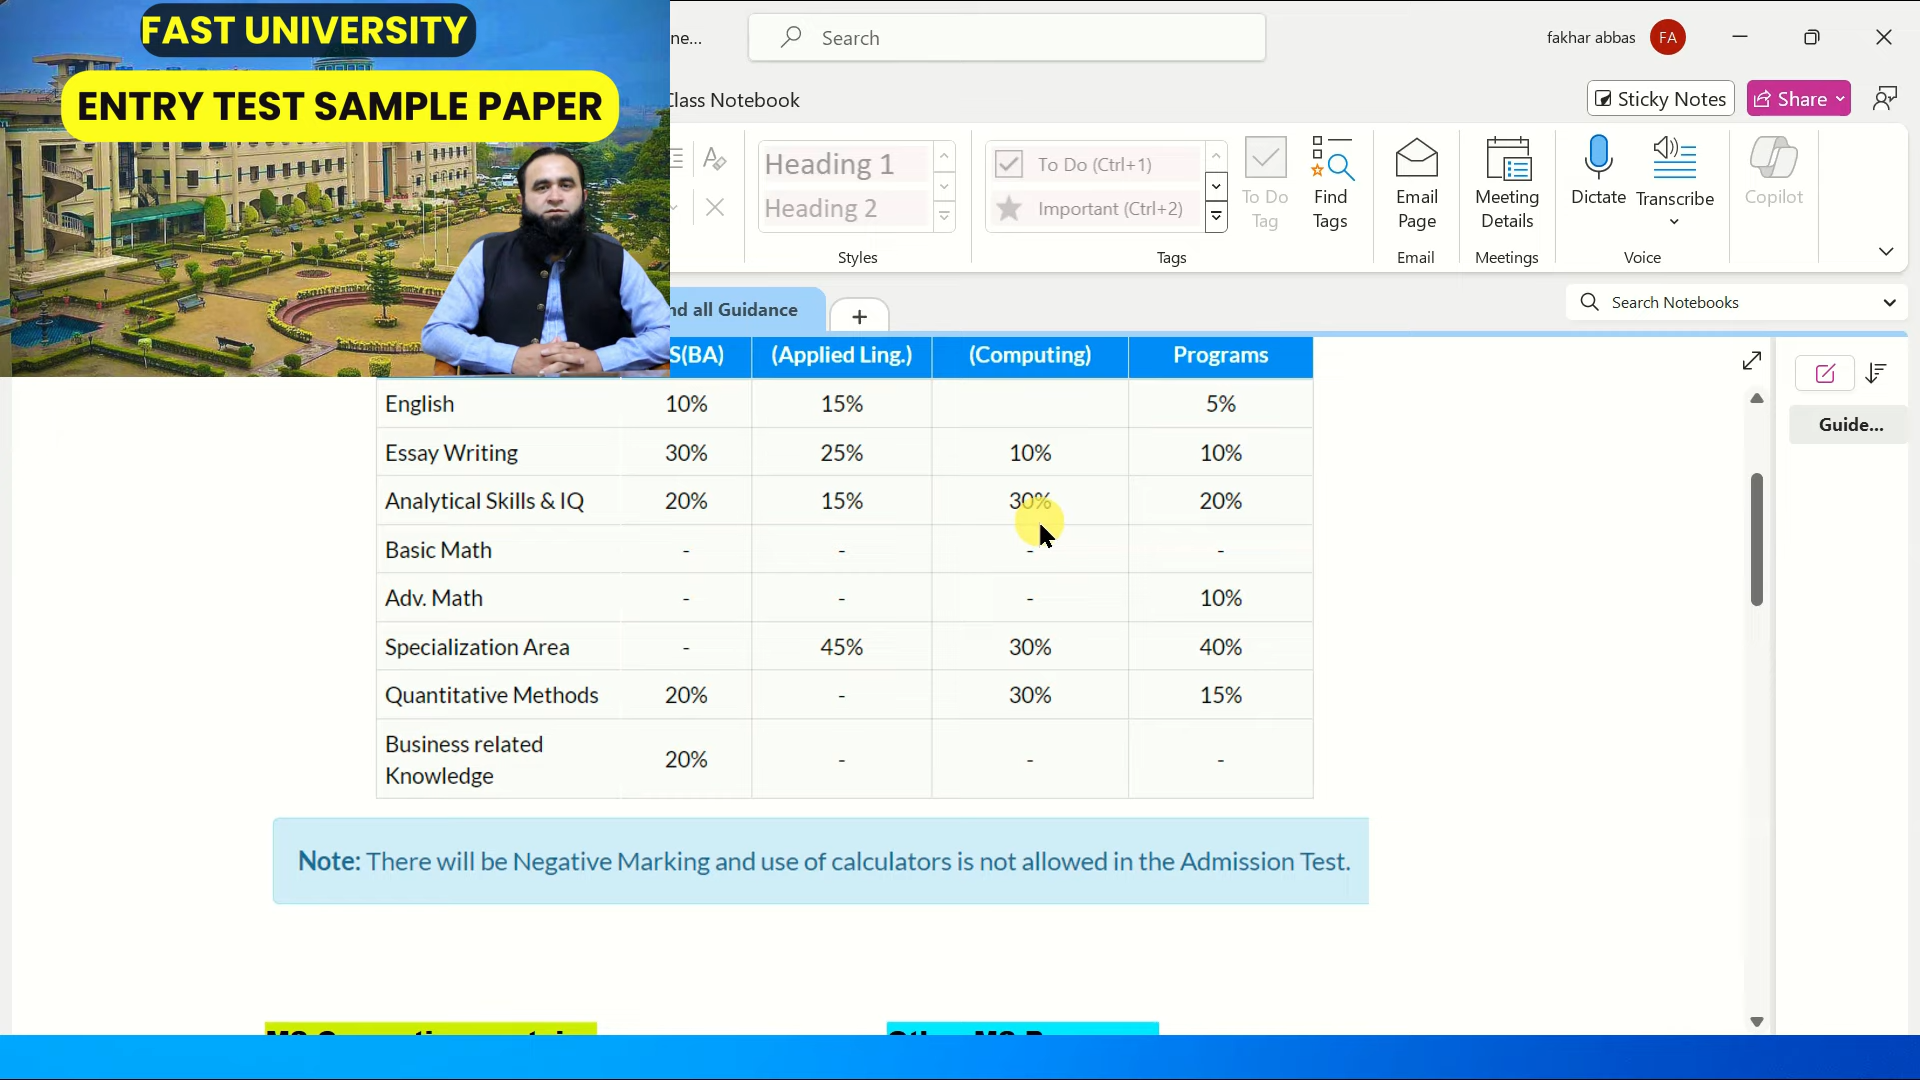 FAST UNIVERSITY
ENTRY TEST SAMPLE PAPER
ne...
Search
fakhar abbas FA
Class Notebook
Sticky Notes
Share
Heading 1
Heading 2
Styles
To Do (Ctrl+1)
Important (Ctrl+2)
Tags
To Do
Tag
Find
Tags
Email
Page
Email
Meeting
Details
Meetings
Dictate
Transcribe
Voice
Copilot
nd all Guidance
+
Search Notebooks
Guide...
S(BA) (Applied Ling.) (Computing) Programs
English 10% 15% 5%
Essay Writing 30% 25% 10% 10%
Analytical Skills & IQ 20% 15% 30% 20%
Basic Math - - - -
Adv. Math - - - 10%
Specialization Area - 45% 30% 40%
Quantitative Methods 20% - 30% 15%
Business related
Knowledge 20% - - -
Note: There will be Negative Marking and use of calculators is not allowed in the Admission Test.